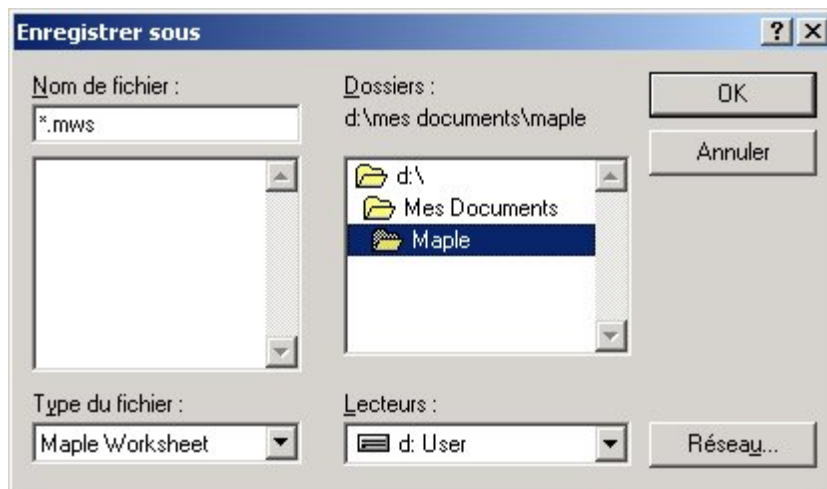 Enregistrer sous
Nom de fichier :
*.mws
Dossiers :
d:\mes documents\maple
d:\
Mes Documents
Maple
OK
Annuler
Type du fichier :
Maple Worksheet
Lecteurs :
d: User
Réseau...